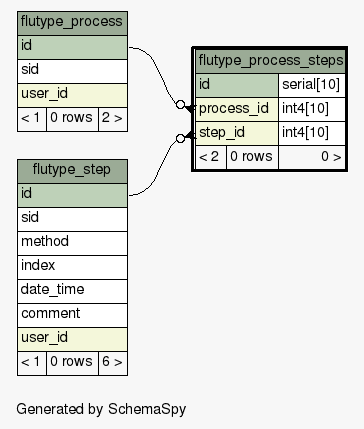 flutype_process
id
sid
user_id
< 1 0 rows 2 >
flutype_process_steps
id serial[10]
process_id int4[10]
step_id int4[10]
< 2 0 rows 0 >
flutype_step
id
sid
method
index
date_time
comment
user_id
< 1 0 rows 6 >
Generated by SchemaSpy